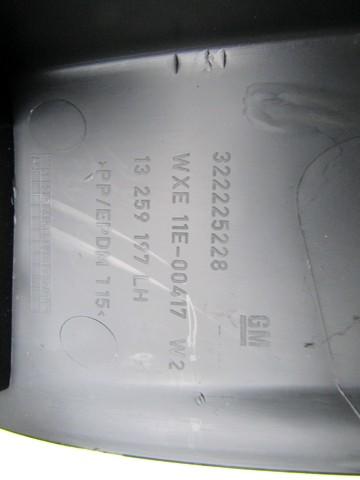 322225228
WXE 11E-00417 W2
13 259 197 LH
>PP/EPDM T15<
GM